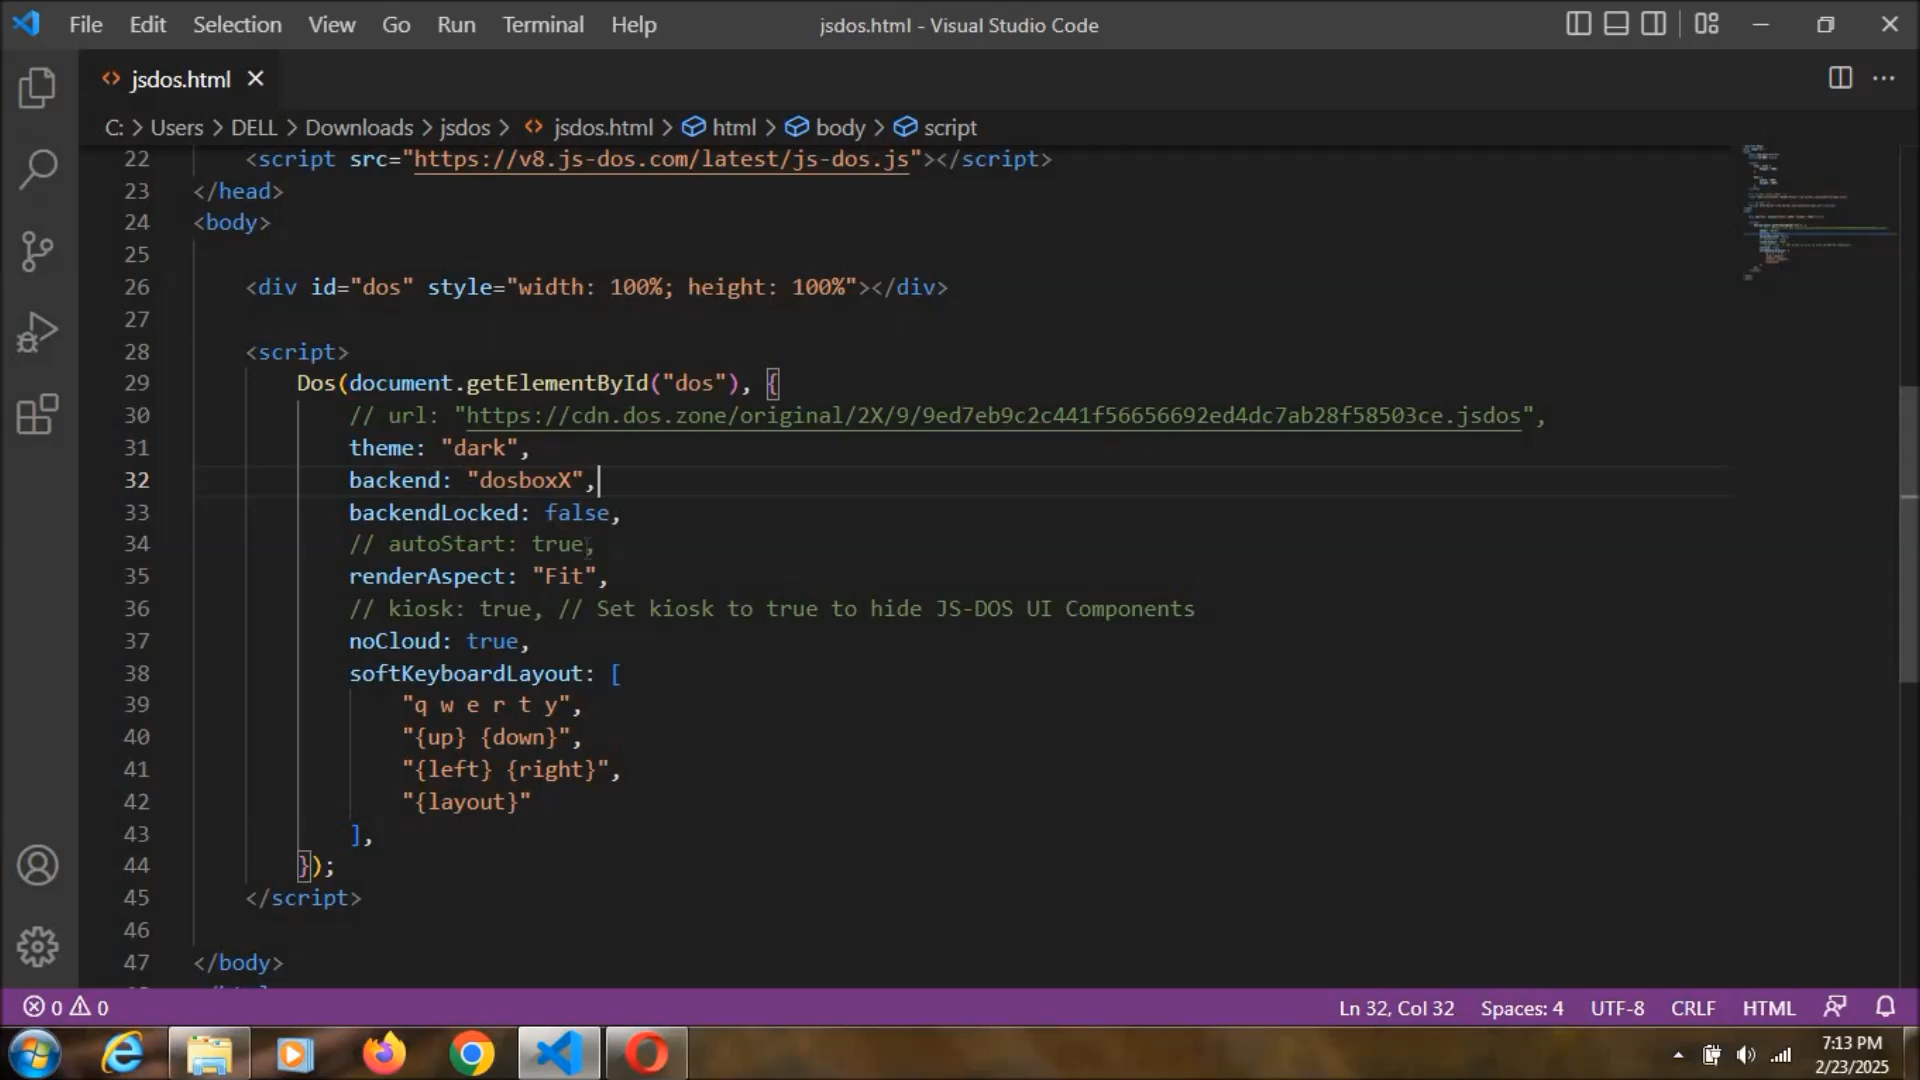 File Edit Selection View Go Run Terminal Help jsdos.html - Visual Studio Code
jsdos.html
C: > Users > DELL > Downloads > jsdos > jsdos.html > html > body > script
22 <script src="https://v8.js-dos.com/latest/js-dos.js"></script>
23 </head>
24 <body>
25
26 <div id="dos" style="width: 100%; height: 100%"></div>
27
28 <script>
29 Dos(document.getElementById("dos"), {
30 // url: "https://cdn.dos.zone/original/2X/9/9ed7eb9c2c441f56656692ed4dc7ab28f58503ce.jsdos",
31 theme: "dark",
32 backend: "dosboxX",
33 backendLocked: false,
34 // autoStart: true,
35 renderAspect: "Fit",
36 // kiosk: true, // Set kiosk to true to hide JS-DOS UI Components
37 noCloud: true,
38 softKeyboardLayout: [
39 "q w e r t y",
40 "{up} {down}",
41 "{left} {right}",
42 "{layout}"
43 ],
44 });
45 </script>
46
47 </body>
0 0 Ln 32, Col 32 Spaces: 4 UTF-8 CRLF HTML
7:13 PM
2/23/2025